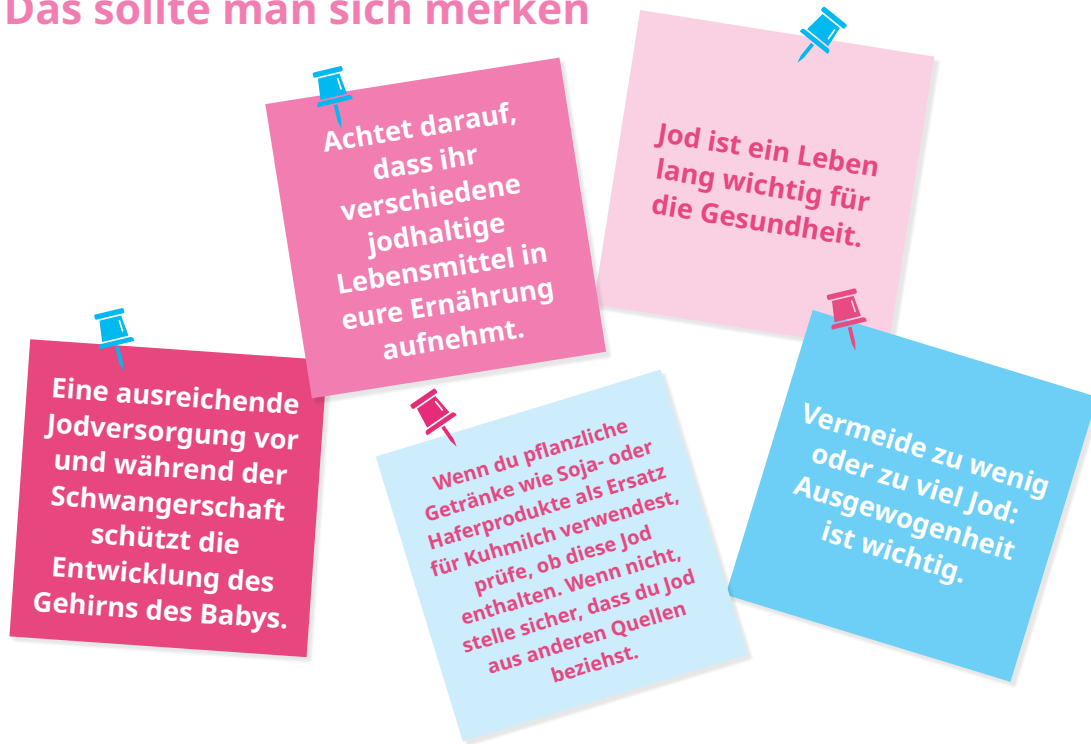 Das sollte man sich merken
Achtet darauf,
dass ihr
verschiedene
jodhaltige
Lebensmittel in
eure Ernährung
aufnehmt.
Jod ist ein Leben
lang wichtig für
die Gesundheit.
Eine ausreichende
Jodversorgung vor
und während der
Schwangerschaft
schützt die
Entwicklung des
Gehirns des Babys.
Wenn du pflanzliche
Getränke wie Soja- oder
Haferprodukte als Ersatz
für Kuhmilch verwendest,
prüfe, ob diese Jod
enthalten. Wenn nicht,
stelle sicher, dass du Jod
aus anderen Quellen
beziehst.
Vermeide zu wenig
oder zu viel Jod:
Ausgewogenheit
ist wichtig.